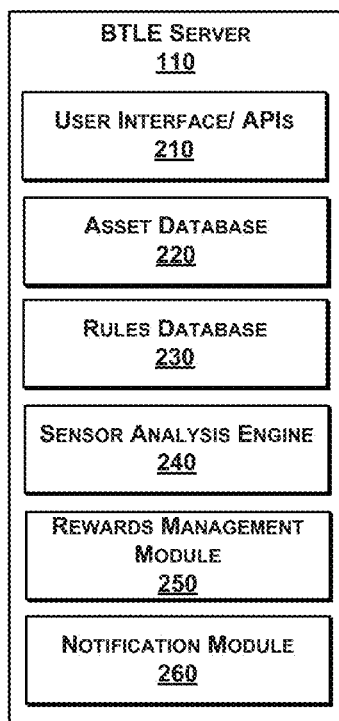 BTLE SERVER
110
USER INTERFACE/ APIS
210
ASSET DATABASE
220
RULES DATABASE
230
SENSOR ANALYSIS ENGINE
240
REWARDS MANAGEMENT
MODULE
250
NOTIFICATION MODULE
260